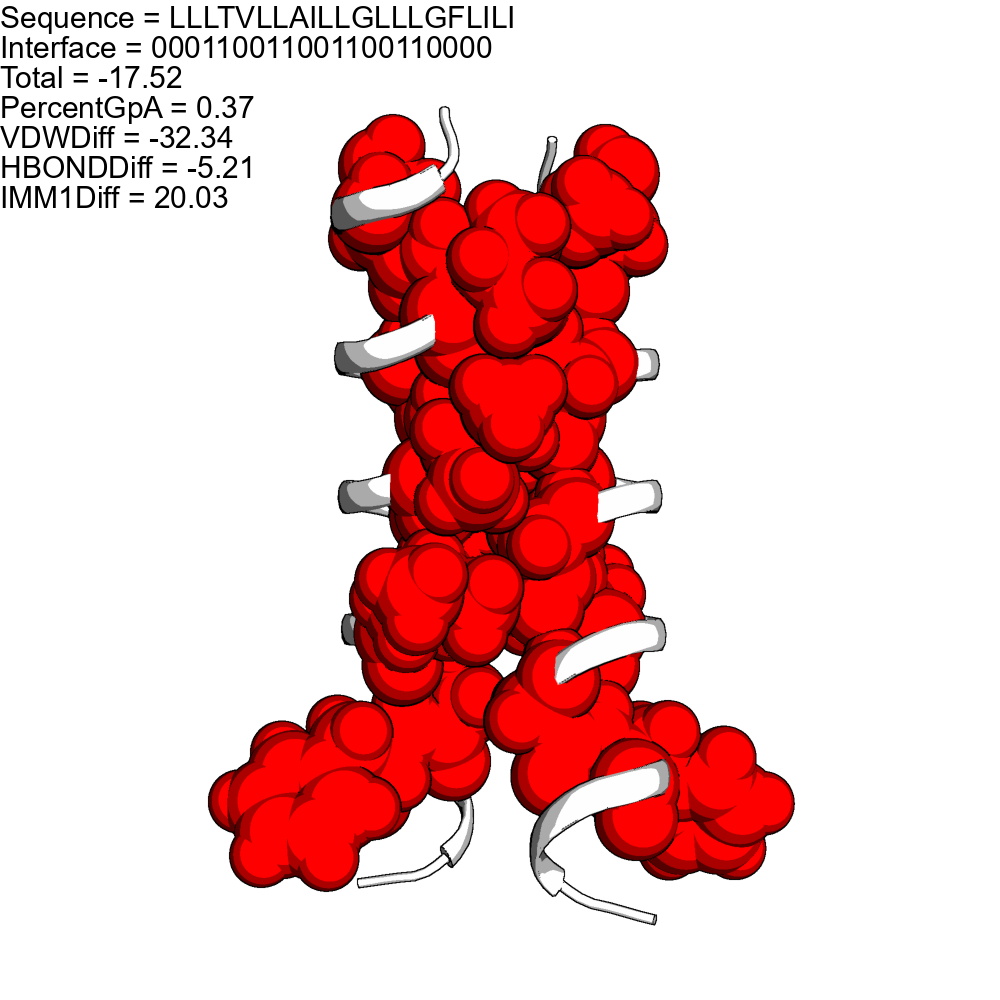 Sequence = LLLTVLLAILLGLLLGFLILI
Interface = 000110011001100110000
Total = -17.52
PercentGpA = 0.37
VDWDiff = -32.34
HBONDDiff = -5.21
IMM1Diff = 20.03